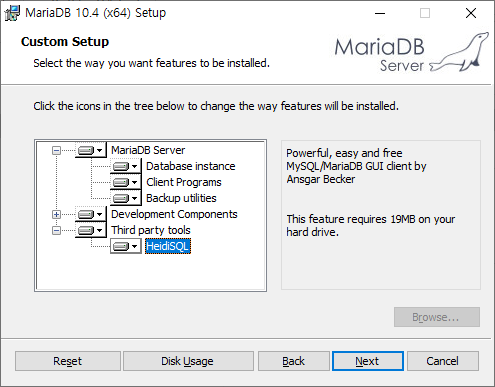 MariaDB 10.4 (x64) Setup
Custom Setup
Select the way you want features to be installed.
MariaDB
Server
Click the icons in the tree below to change the way features will be installed.
MariaDB Server
Database instance
Client Programs
Backup utilities
Development Components
Third party tools
HeidiSQL
Powerful, easy and free
MySQL/MariaDB GUI client by
Ansgar Becker
This feature requires 19MB on your
hard drive.
Browse...
Reset
Disk Usage
Back
Next
Cancel